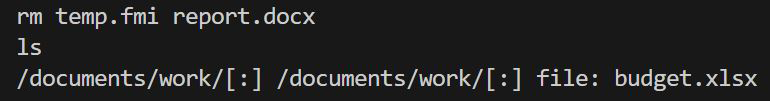 rm temp.fmi report.docx
ls
/documents/work/[:] /documents/work/[:] file: budget.xlsx